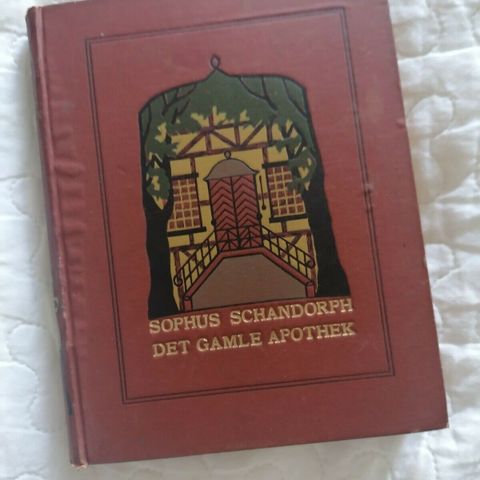 SOPHUS SCHANDORPH
DET GAMLE APOTHEK